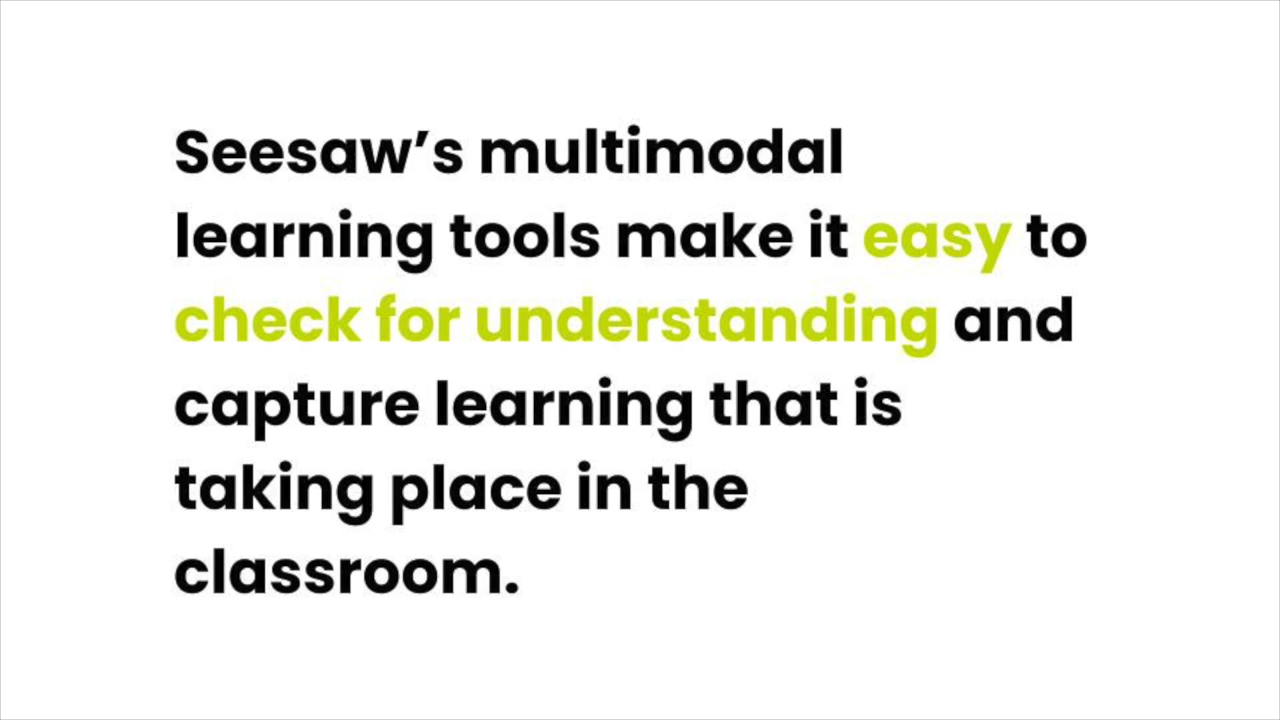 Seesaw’s multimodal
learning tools make it easy to
check for understanding and
capture learning that is
taking place in the
classroom.